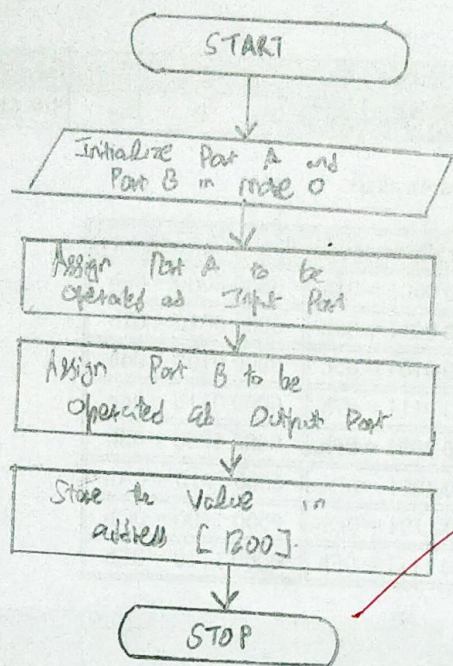 START
Initialize Port A and
Port B in mode 0
Assign Port A to be
operated as Input Port
Assign Port B to be
operated as Output Port
Store the Value in
address [1200].
STOP